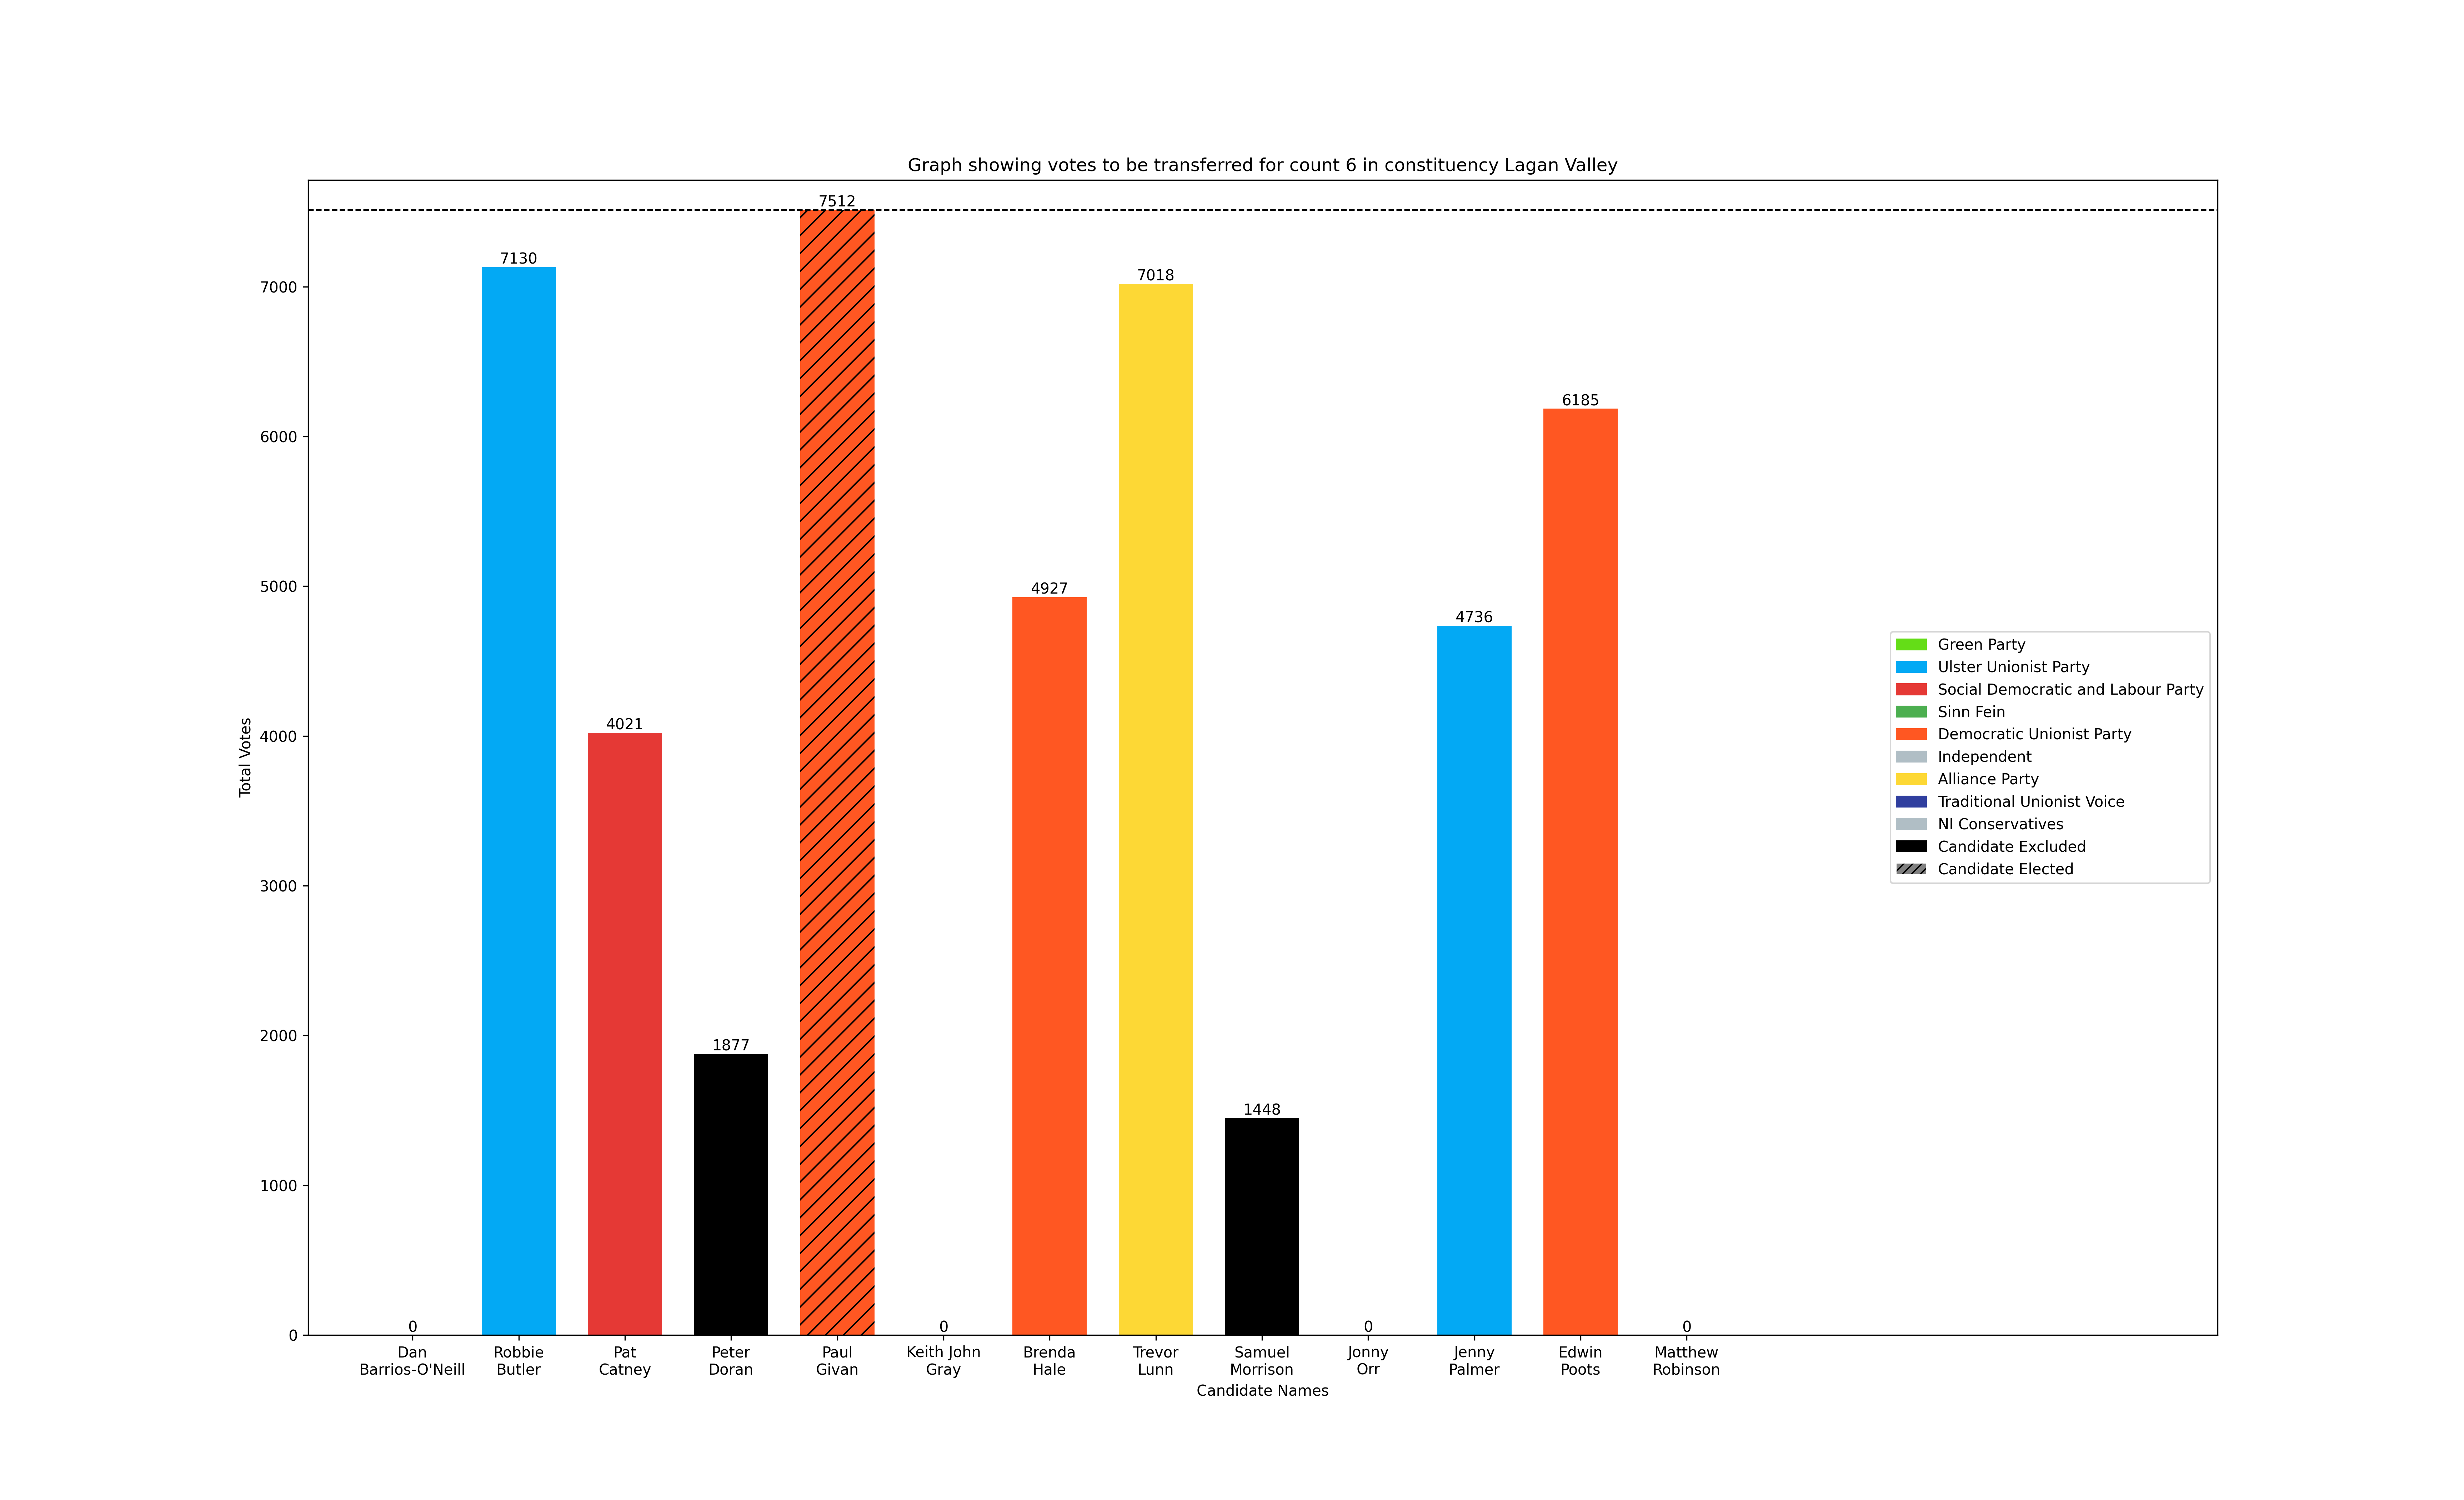 Graph showing votes to be transferred for count 6 in constituency Lagan Valley
Total Votes
7000
6000
5000
4000
3000
2000
1000
0
0
7130
4021
1877
7512
0
4927
7018
1448
0
4736
6185
0
Dan
Barrios-O'Neill
Robbie
Butler
Pat
Catney
Peter
Doran
Paul
Givan
Keith John
Gray
Brenda
Hale
Trevor
Lunn
Samuel
Morrison
Jonny
Orr
Jenny
Palmer
Edwin
Poots
Matthew
Robinson
Candidate Names
Green Party
Ulster Unionist Party
Social Democratic and Labour Party
Sinn Fein
Democratic Unionist Party
Independent
Alliance Party
Traditional Unionist Voice
NI Conservatives
Candidate Excluded
Candidate Elected